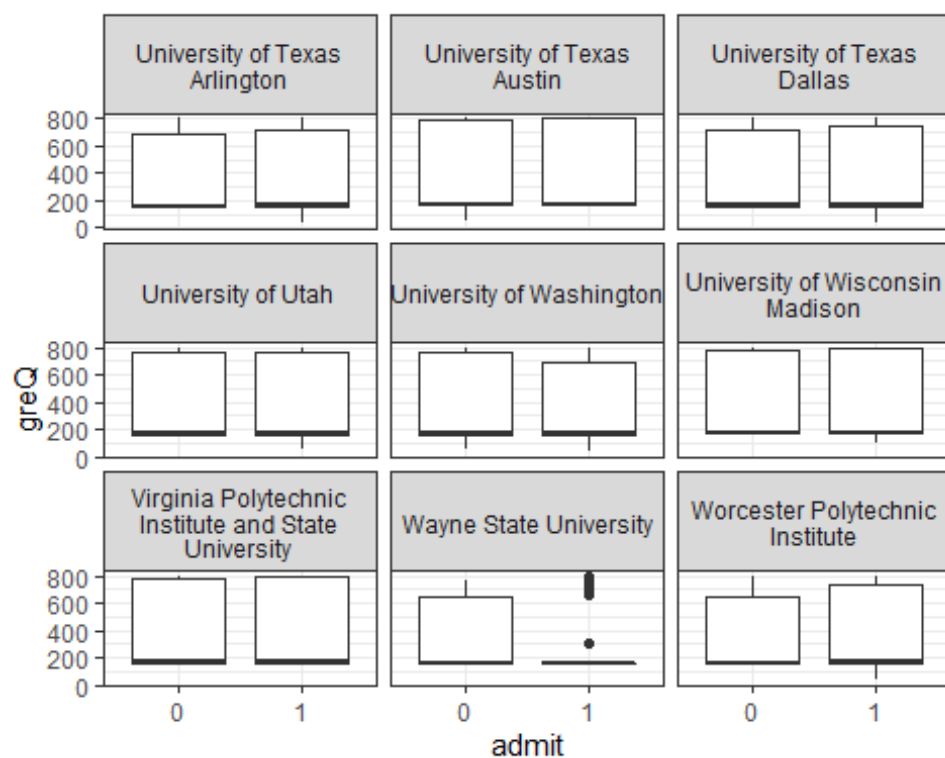 University of Texas
Arlington
University of Texas
Austin
University of Texas
Dallas
800
600
400
200
0
University of Utah
University of Washington
University of Wisconsin
Madison
800
600
400
200
0
greQ
Virginia Polytechnic
Institute and State
University
Wayne State University
Worcester Polytechnic
Institute
800
600
400
200
0
0 1 0 1 0 1
admit